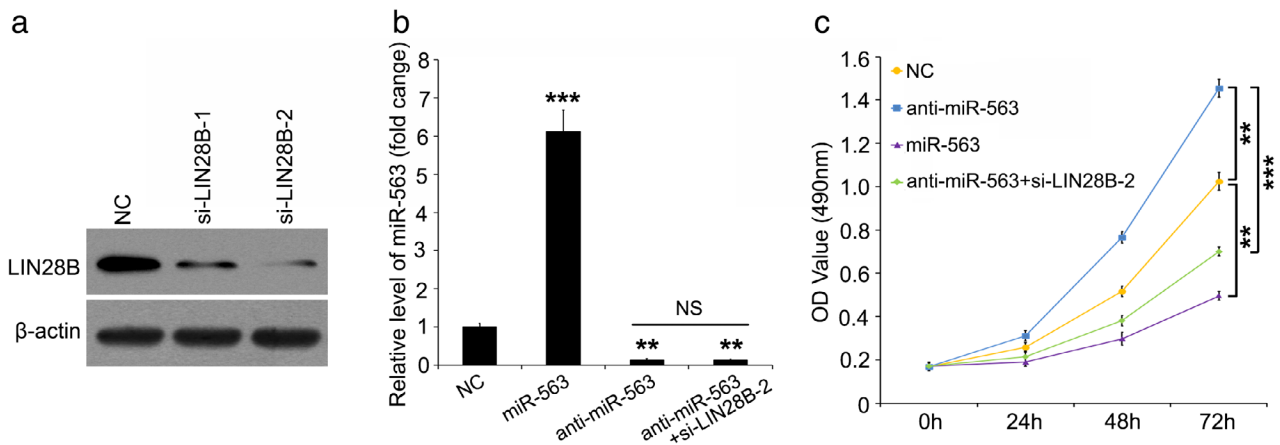 a
NC
si-LIN28B-1
si-LIN28B-2
LIN28B
β-actin
b
Relative level of miR-563 (fold cange)
8
7
6
5
4
3
2
1
0
***
**
NS
**
NC
miR-563
anti-miR-563
anti-miR-563
+si-LIN28B-2
c
OD Value (490nm)
1.6
1.4
1.2
1.0
0.8
0.6
0.4
0.2
0
NC
anti-miR-563
miR-563
anti-miR-563+si-LIN28B-2
**
***
**
0h
24h
48h
72h